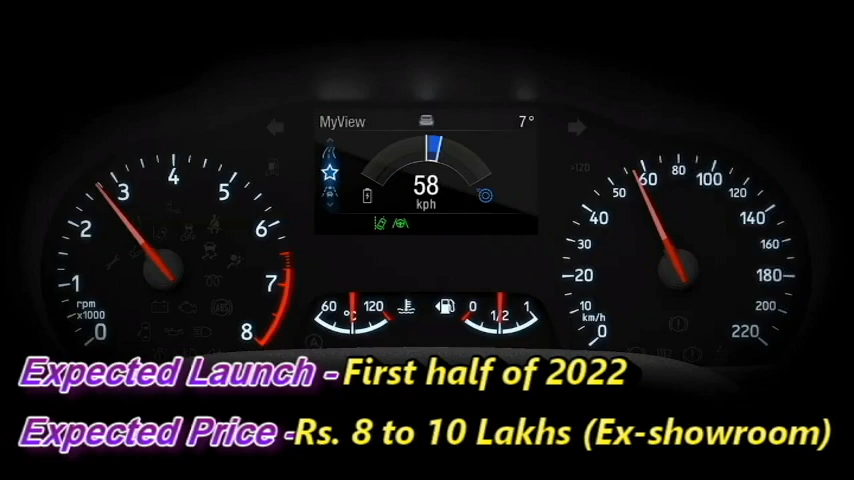 MyView 7°
58
kph
0 1 2 3 4 5 6 7 8
rpm
x1000
60 °C 120
0 1/2 1
0 10 20 30 40 50 60 80 100 120 140 160 180 200 220
km/h
Expected Launch - First half of 2022
Expected Price -Rs. 8 to 10 Lakhs (Ex-showroom)